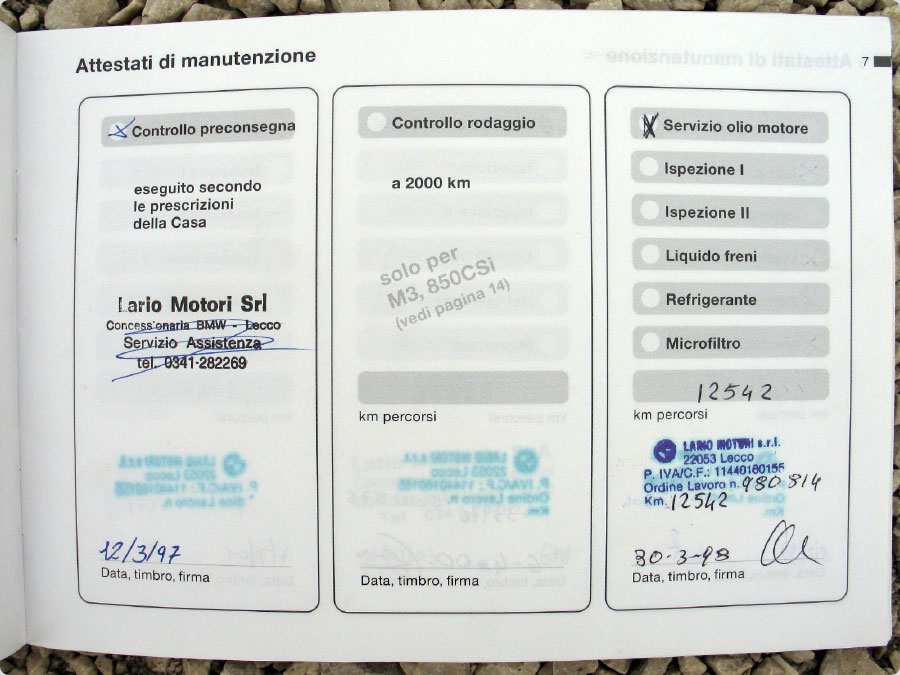 Attestati di manutenzione
7
Controllo preconsegna
eseguito secondo
le prescrizioni
della Casa
Lario Motori Srl
Concessionaria BMW - Lecco
Servizio Assistenza
tel. 0341-282269
12/3/97
Data, timbro, firma
Controllo rodaggio
a 2000 km
solo per
M3, 850CSi
(vedi pagina 14)
km percorsi
Data, timbro, firma
X Servizio olio motore
Ispezione I
Ispezione II
Liquido freni
Refrigerante
Microfiltro
12542
km percorsi
LARIO MOTORI s.r.l.
22053 Lecco
P. IVA/C.F.: 11440160155
Ordine Lavoro n. 980814
Km. 12542
30-3-98
Data, timbro, firma